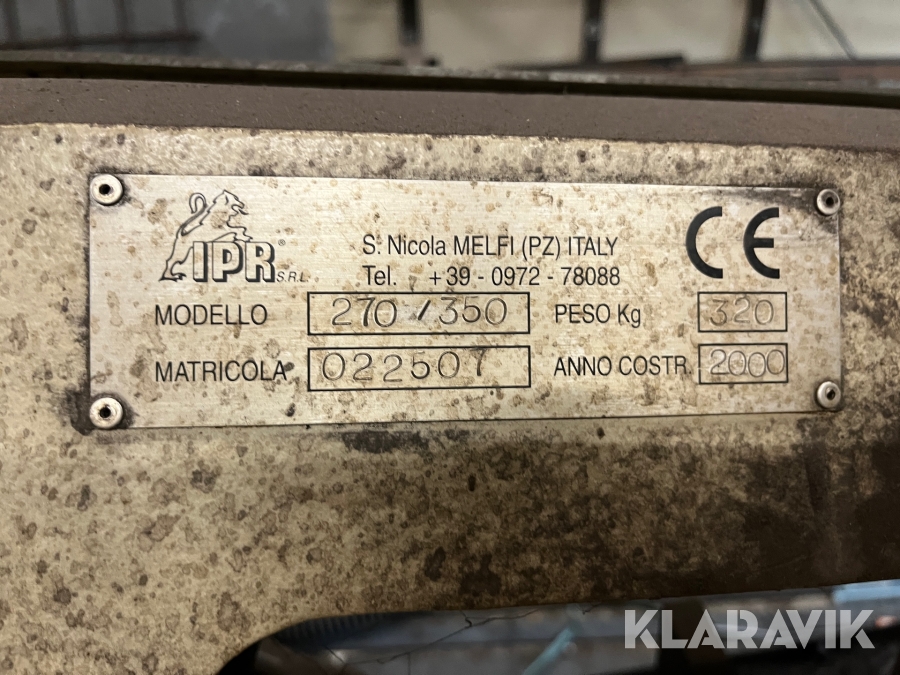 IPR® S.R.L.
S. Nicola MELFI (PZ) ITALY
Tel. +39 - 0972 - 78088
CE
MODELLO 270 / 350 PESO Kg 320
MATRICOLA 022507 ANNO COSTR. 2000
KLARAVIK